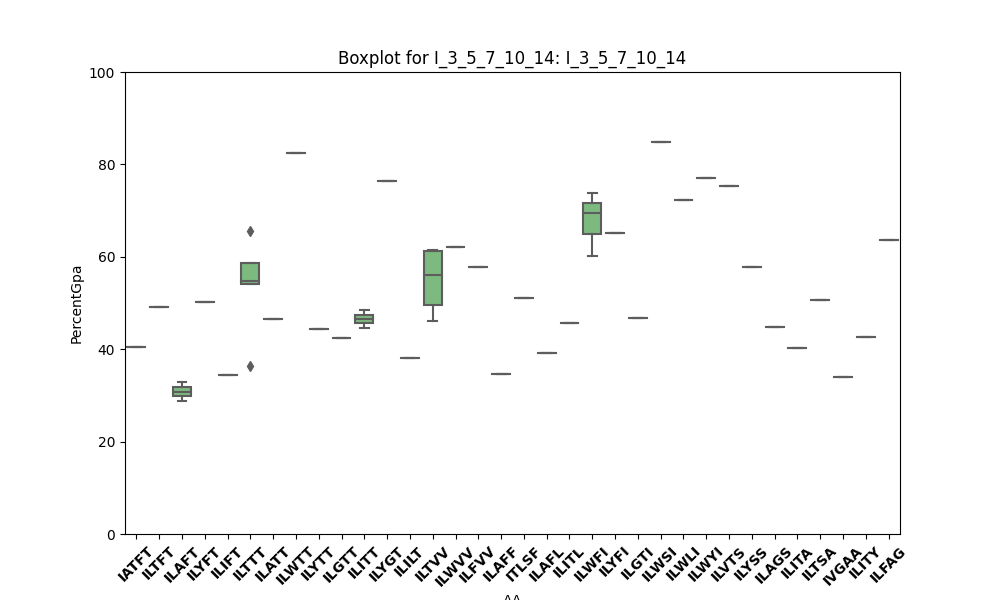 Boxplot for I_3_5_7_10_14: I_3_5_7_10_14
100
80
60
40
20
0
PercentGpa
IATFT
ILTFT
ILAFT
ILYFT
ILIFT
ILTTT
ILATT
ILWTT
ILYTT
ILGTT
ILITT
ILYGT
ILILT
ILTVV
ILWVV
ILFVV
ILAFF
ITLSF
ILAFL
ILITL
ILWFI
ILYFI
ILGTI
ILWSI
ILWLI
ILWYI
ILVTS
ILYSS
ILAGS
ILITA
ILTSA
IVGAA
ILITY
ILFAG
AA